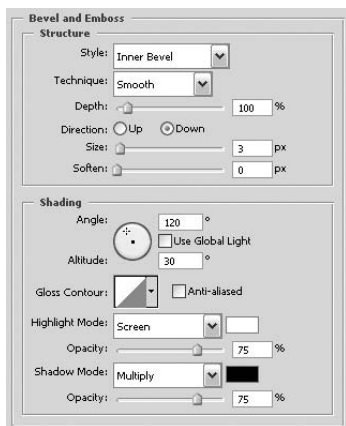 Bevel and Emboss
Structure
Style: Inner Bevel
Technique: Smooth
Depth: 100 %
Direction: Up Down
Size: 3 px
Soften: 0 px
Shading
Angle: 120 °
Use Global Light
Altitude: 30 °
Gloss Contour: Anti-aliased
Highlight Mode: Screen
Opacity: 75 %
Shadow Mode: Multiply
Opacity: 75 %